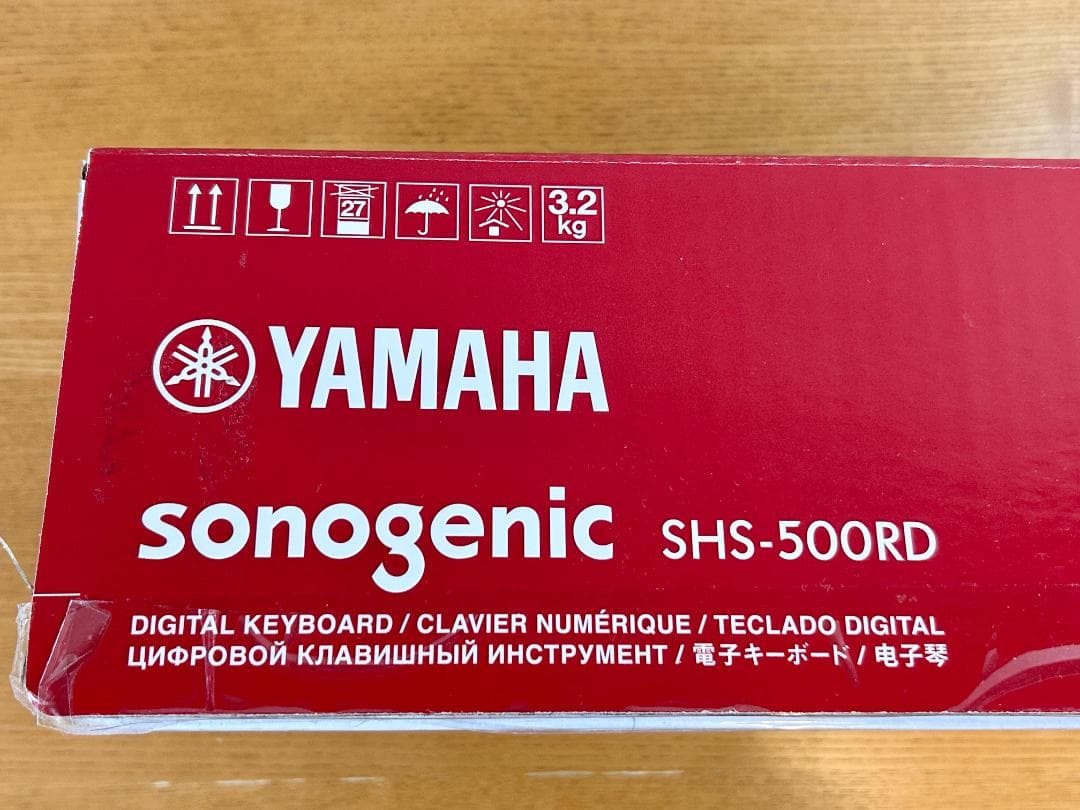 27
3.2
kg
YAMAHA
sonogenic SHS-500RD
DIGITAL KEYBOARD / CLAVIER NUMÉRIQUE / TECLADO DIGITAL
ЦИФРОВОЙ КЛАВИШНЫЙ ИНСТРУМЕНТ / 電子キーボード / 电子琴